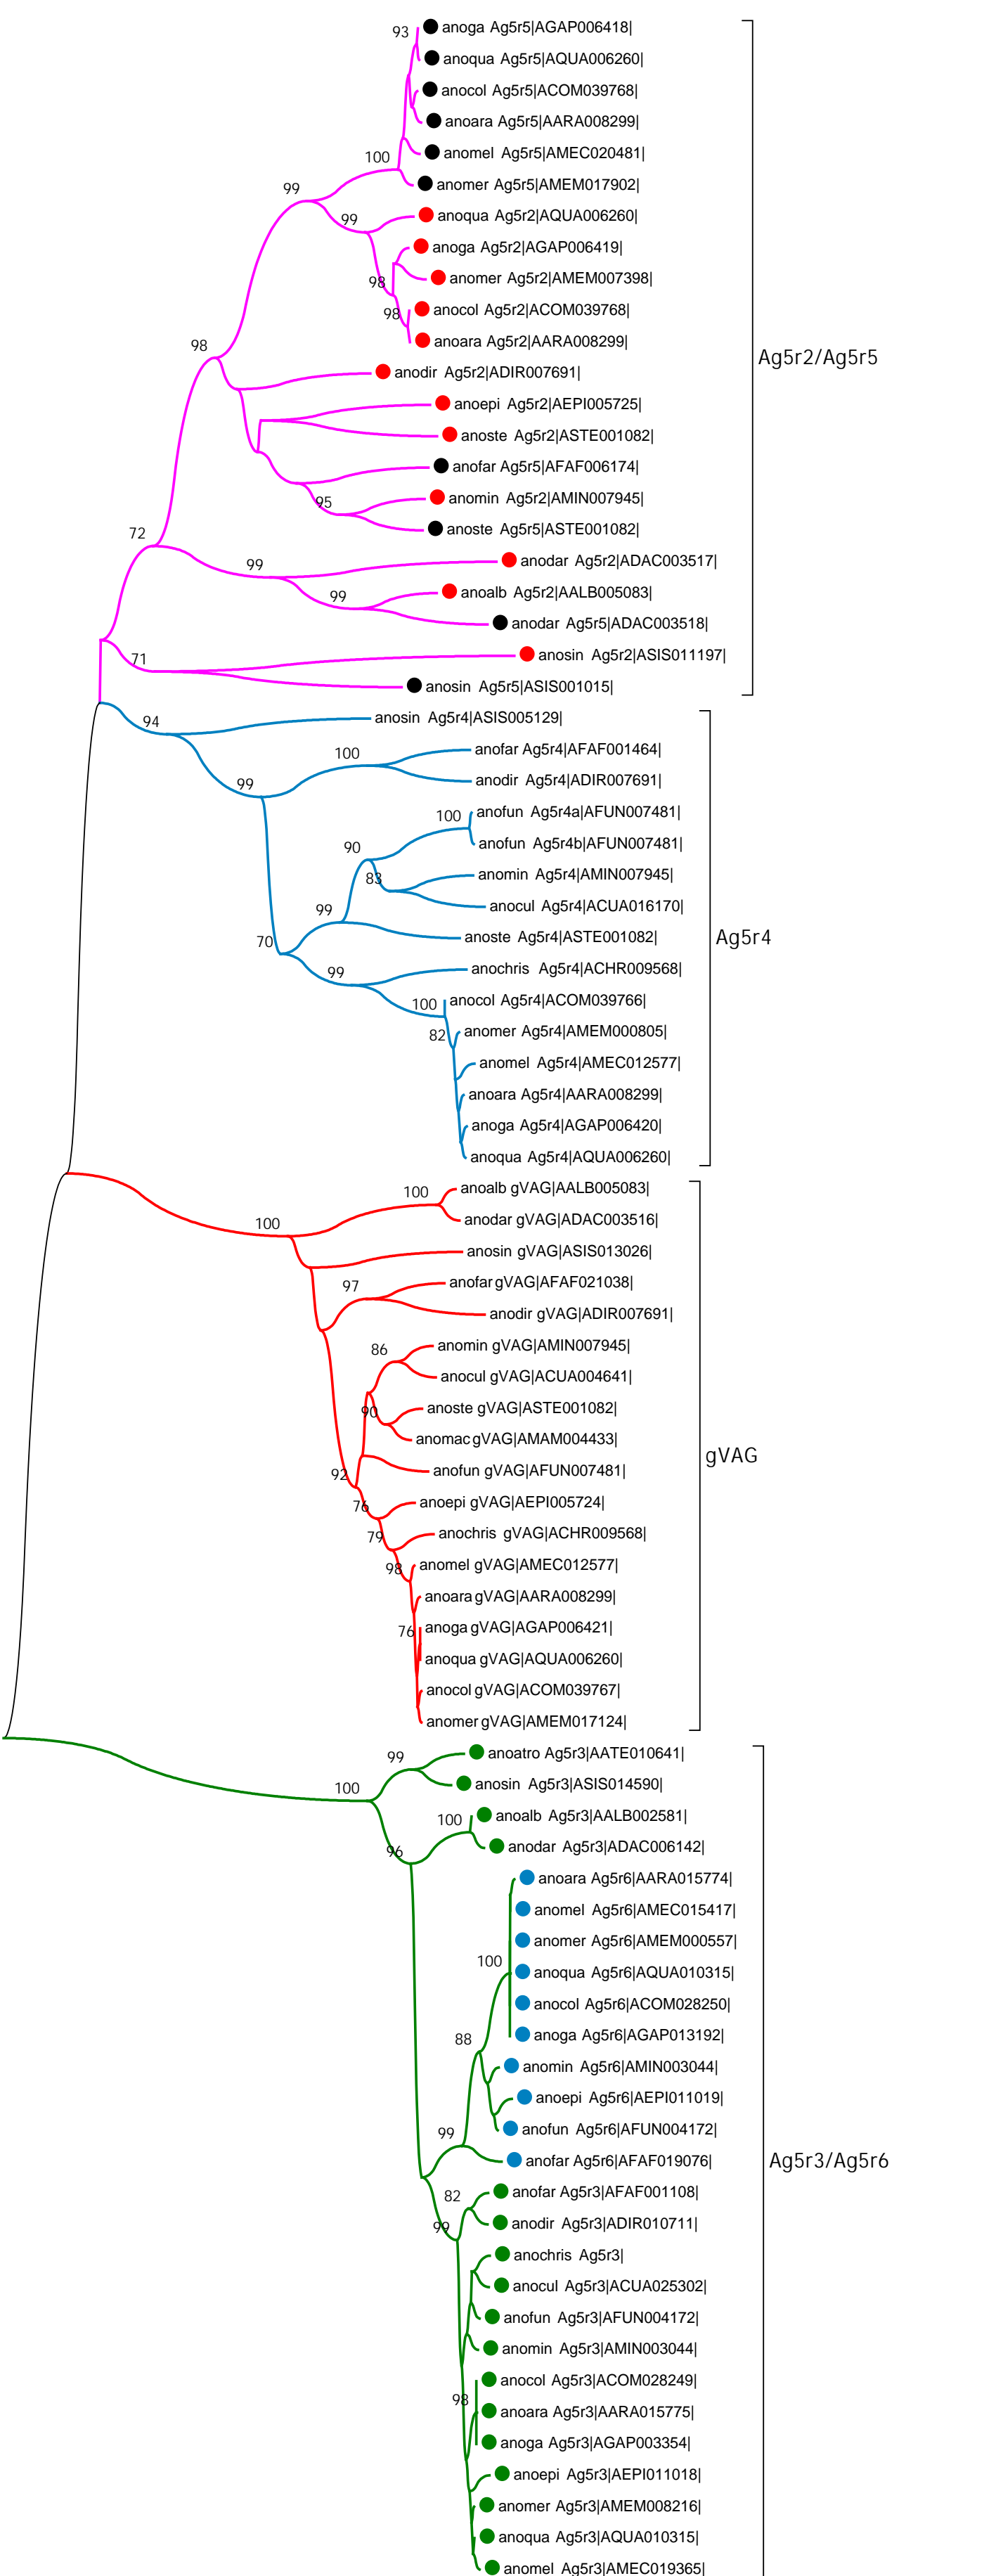 93
anoga Ag5r5|AGAP006418|
anoqua Ag5r5|AQUA006260|
anocol Ag5r5|ACOM039768|
anoara Ag5r5|AARA008299|
anomel Ag5r5|AMEC020481|
100
anomer Ag5r5|AMEM017902|
99
anoqua Ag5r2|AQUA006260|
99
anoga Ag5r2|AGAP006419|
anomer Ag5r2|AMEM007398|
98
anocol Ag5r2|ACOM039768|
98
anoara Ag5r2|AARA008299|
Ag5r2/Ag5r5
98
anodir Ag5r2|ADIR007691|
anoepi Ag5r2|AEPI005725|
anoste Ag5r2|ASTE001082|
anofar Ag5r5|AFAF006174|
anomin Ag5r2|AMIN007945|
95
anoste Ag5r5|ASTE001082|
72
anodar Ag5r2|ADAC003517|
99
anoalb Ag5r2|AALB005083|
99
anodar Ag5r5|ADAC003518|
anosin Ag5r2|ASIS011197|
71
anosin Ag5r5|ASIS001015|
anosin Ag5r4|ASIS005129|
94
anofar Ag5r4|AFAF001464|
100
anodir Ag5r4|ADIR007691|
99
anofun Ag5r4a|AFUN007481|
100
anofun Ag5r4b|AFUN007481|
90
anomin Ag5r4|AMIN007945|
83
anocul Ag5r4|ACUA016170|
99
anoste Ag5r4|ASTE001082|
Ag5r4
70
anochris Ag5r4|ACHR009568|
99
anocol Ag5r4|ACOM039766|
100
anomer Ag5r4|AMEM000805|
82
anomel Ag5r4|AMEC012577|
anoara Ag5r4|AARA008299|
anoga Ag5r4|AGAP006420|
anoqua Ag5r4|AQUA006260|
anoalb gVAG|AALB005083|
100
anodar gVAG|ADAC003516|
100
anosin gVAG|ASIS013026|
anofar gVAG|AFAF021038|
97
anodir gVAG|ADIR007691|
anomin gVAG|AMIN007945|
86
anocul gVAG|ACUA004641|
anoste gVAG|ASTE001082|
90
anomac gVAG|AMAM004433|
gVAG
anofun gVAG|AFUN007481|
92
anoepi gVAG|AEPI005724|
76
anochris gVAG|ACHR009568|
79
anomel gVAG|AMEC012577|
98
anoara gVAG|AARA008299|
anoga gVAG|AGAP006421|
76
anoqua gVAG|AQUA006260|
anocol gVAG|ACOM039767|
anomer gVAG|AMEM017124|
anoatro Ag5r3|AATE010641|
99
anosin Ag5r3|ASIS014590|
100
anoalb Ag5r3|AALB002581|
100
anodar Ag5r3|ADAC006142|
96
anoara Ag5r6|AARA015774|
anomel Ag5r6|AMEC015417|
anomer Ag5r6|AMEM000557|
100
anoqua Ag5r6|AQUA010315|
anocol Ag5r6|ACOM028250|
anoga Ag5r6|AGAP013192|
88
anomin Ag5r6|AMIN003044|
anoepi Ag5r6|AEPI011019|
anofun Ag5r6|AFUN004172|
99
anofar Ag5r6|AFAF019076|
Ag5r3/Ag5r6
anofar Ag5r3|AFAF001108|
82
anodir Ag5r3|ADIR010711|
99
anochris Ag5r3|
anocul Ag5r3|ACUA025302|
anofun Ag5r3|AFUN004172|
anomin Ag5r3|AMIN003044|
anocol Ag5r3|ACOM028249|
98
anoara Ag5r3|AARA015775|
anoga Ag5r3|AGAP003354|
anoepi Ag5r3|AEPI011018|
anomer Ag5r3|AMEM008216|
anoqua Ag5r3|AQUA010315|
anomel Ag5r3|AMEC019365|